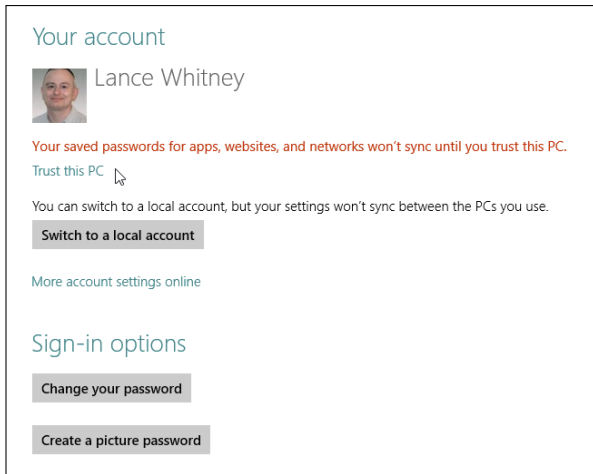 Your account
Lance Whitney
Your saved passwords for apps, websites, and networks won't sync until you trust this PC.
Trust this PC
You can switch to a local account, but your settings won't sync between the PCs you use.
Switch to a local account
More account settings online
Sign-in options
Change your password
Create a picture password